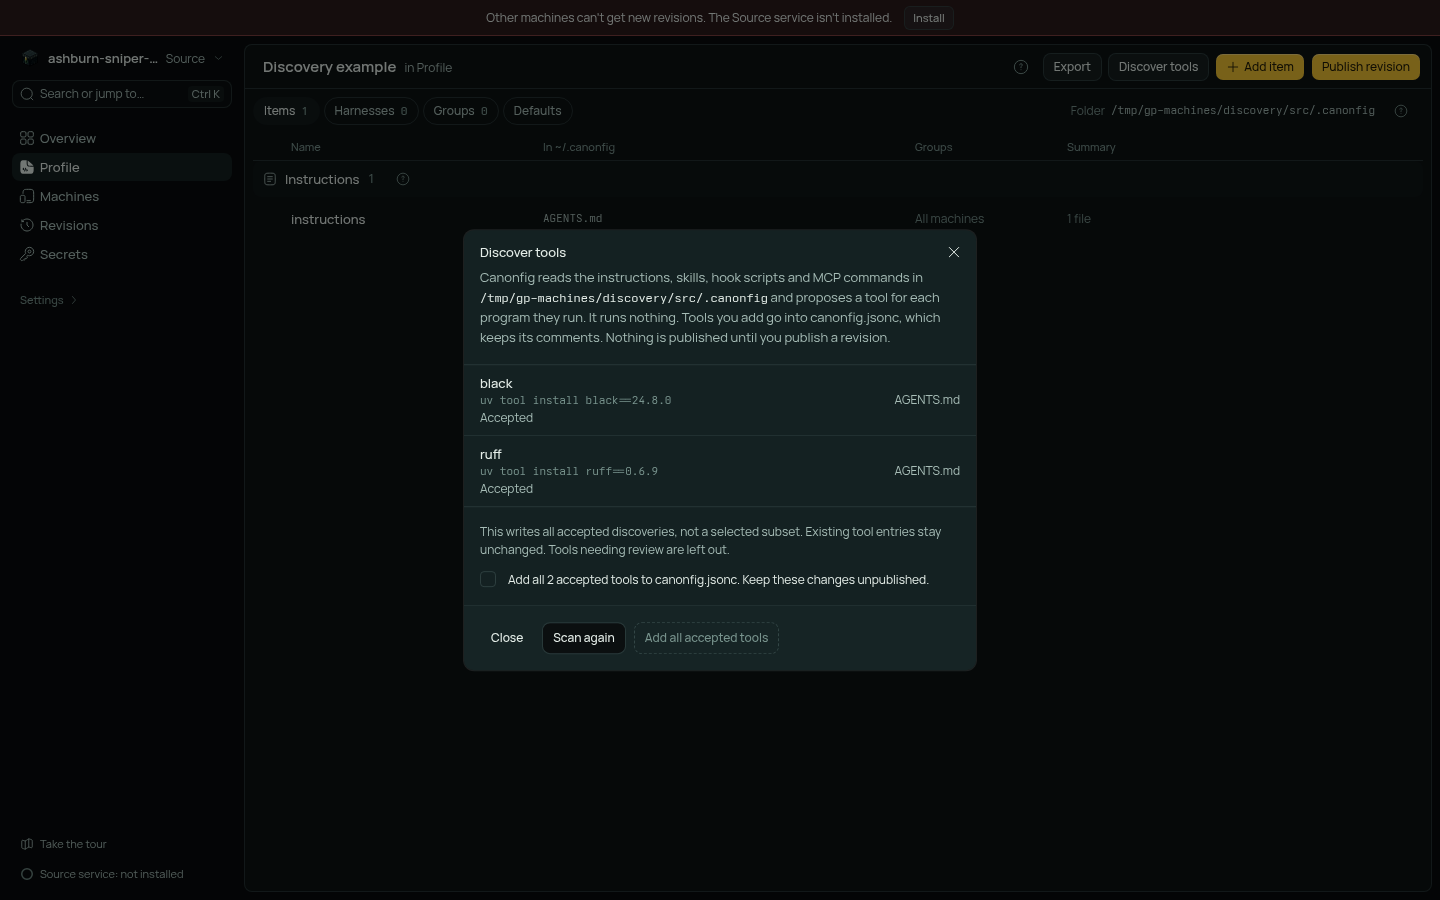 Other machines can't get new revisions. The Source service isn't installed.
Install
ashburn-sniper-... Source
Search or jump to... Ctrl K
Overview
Profile
Machines
Revisions
Secrets
Settings
Take the tour
Source service: not installed
Discovery example in Profile
Export
Discover tools
Add item
Publish revision
Items 1
Harnesses 0
Groups 0
Defaults
Folder /tmp/gp-machines/discovery/src/.canonfig
Name In ~/.canonfig Groups Summary
Instructions 1
instructions AGENTS.md All machines 1 file
Discover tools
Canonfig reads the instructions, skills, hook scripts and MCP commands in
/tmp/gp-machines/discovery/src/.canonfig and proposes a tool for each
program they run. It runs nothing. Tools you add go into canonfig.jsonc, which
keeps its comments. Nothing is published until you publish a revision.
black
uv tool install black==24.8.0 AGENTS.md
Accepted
ruff
uv tool install ruff==0.6.9 AGENTS.md
Accepted
This writes all accepted discoveries, not a selected subset. Existing tool entries stay
unchanged. Tools needing review are left out.
Add all 2 accepted tools to canonfig.jsonc. Keep these changes unpublished.
Close
Scan again
Add all accepted tools